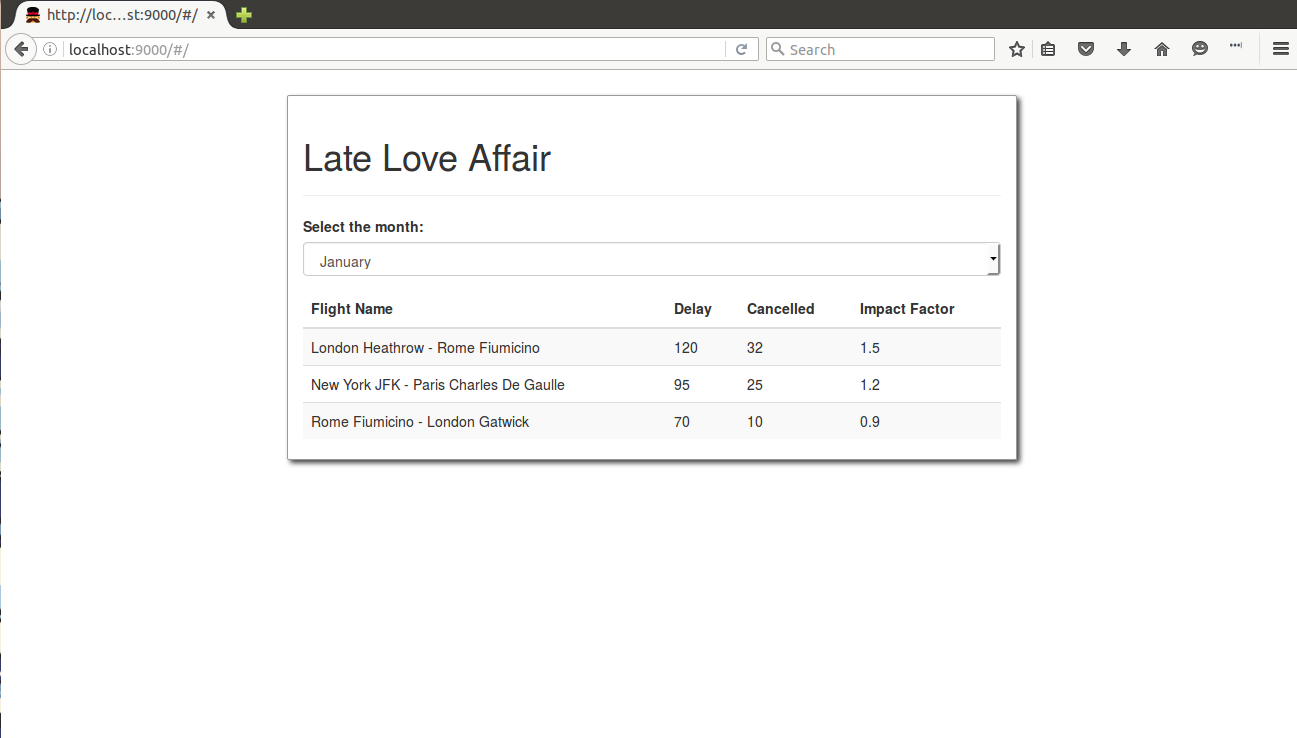 http://loc...st:9000/#/
localhost:9000/#/
Search
Late Love Affair
Select the month:
January
Flight Name Delay Cancelled Impact Factor
London Heathrow - Rome Fiumicino 120 32 1.5
New York JFK - Paris Charles De Gaulle 95 25 1.2
Rome Fiumicino - London Gatwick 70 10 0.9